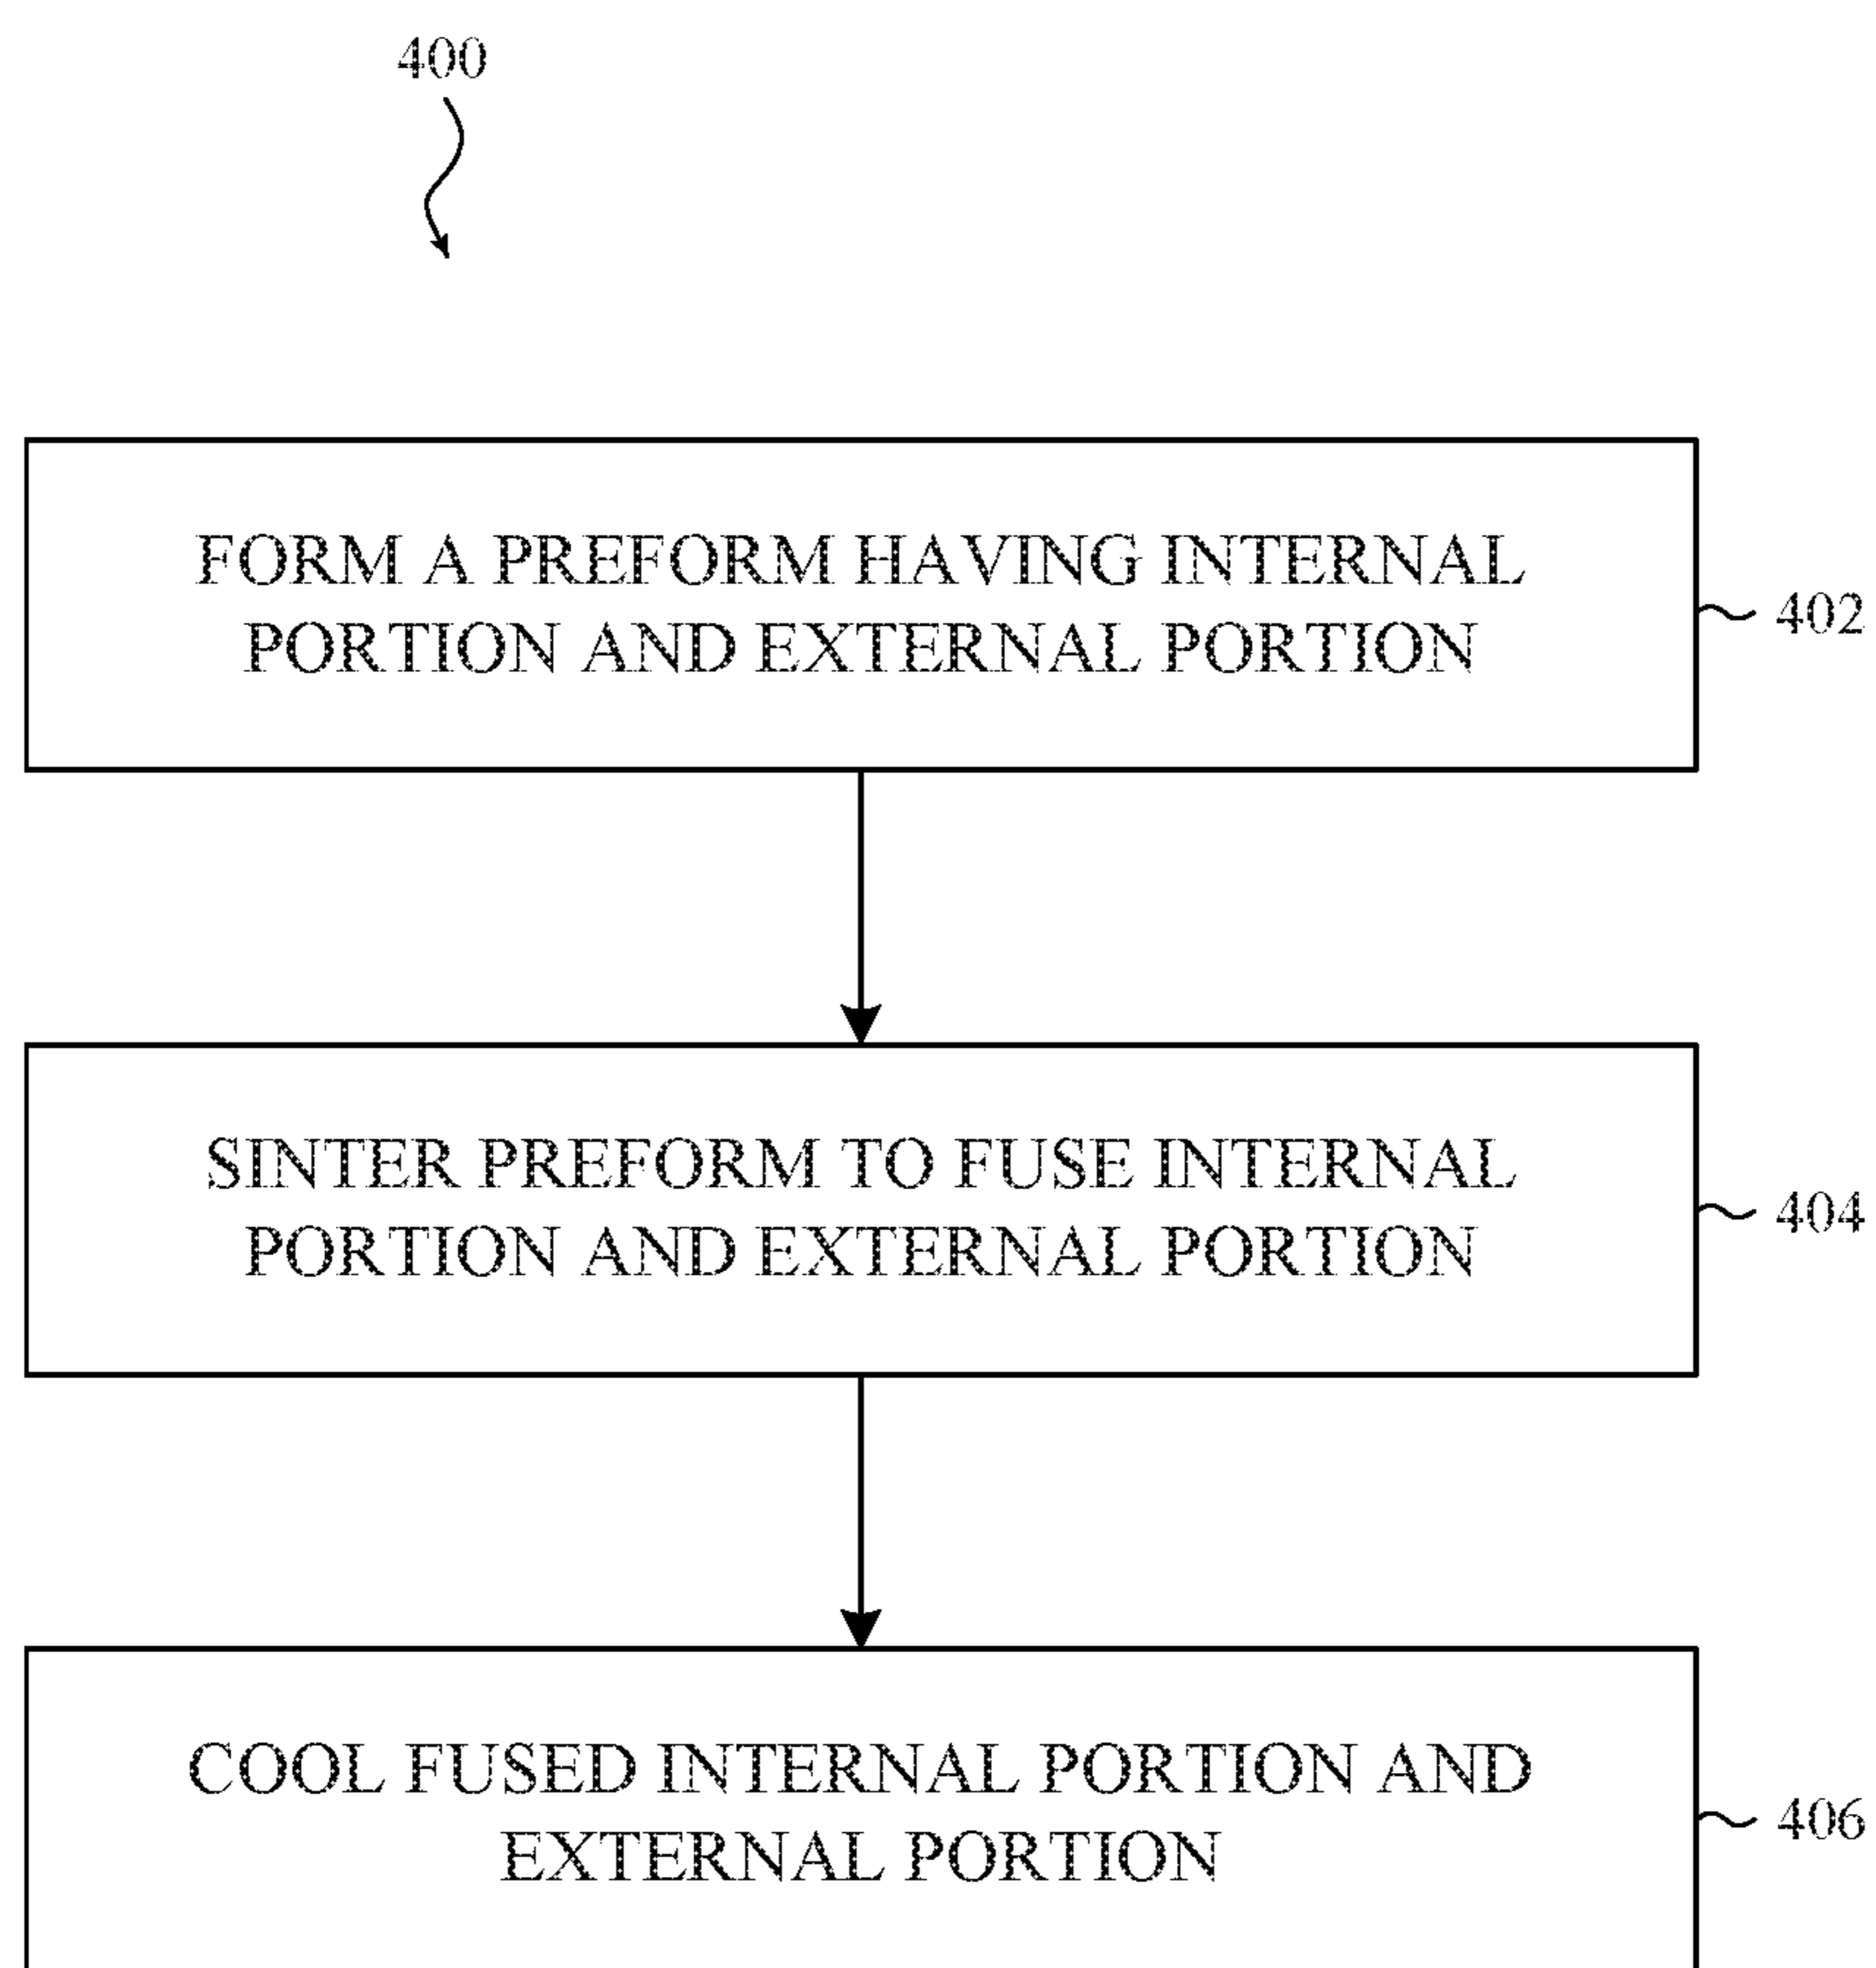 400
FORM A PREFORM HAVING INTERNAL
PORTION AND EXTERNAL PORTION
402
SINTER PREFORM TO FUSE INTERNAL
PORTION AND EXTERNAL PORTION
404
COOL FUSED INTERNAL PORTION AND
EXTERNAL PORTION
406